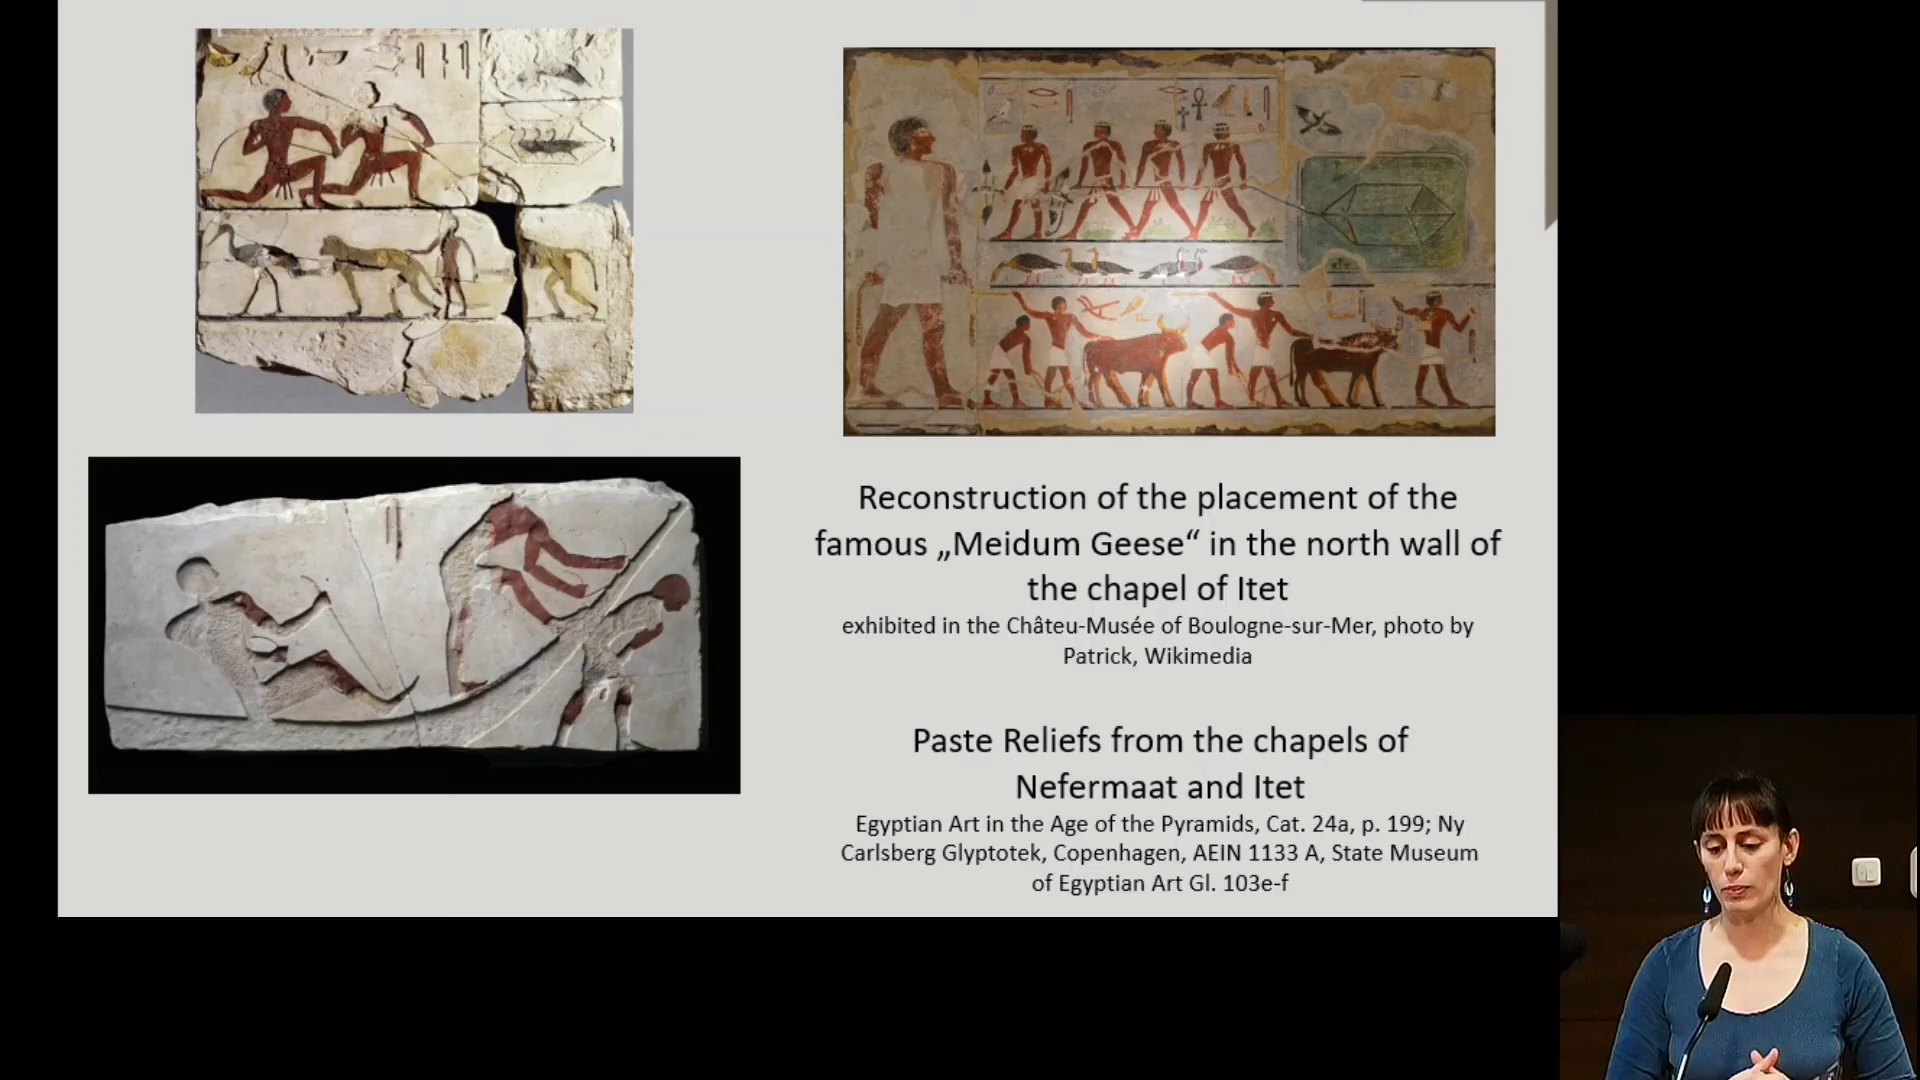 Reconstruction of the placement of the
famous „Meidum Geese“ in the north wall of
the chapel of Itet
exhibited in the Châteu-Musée of Boulogne-sur-Mer, photo by
Patrick, Wikimedia
Paste Reliefs from the chapels of
Nefermaat and Itet
Egyptian Art in the Age of the Pyramids, Cat. 24a, p. 199; Ny
Carlsberg Glyptotek, Copenhagen, AEIN 1133 A, State Museum
of Egyptian Art Gl. 103e-f